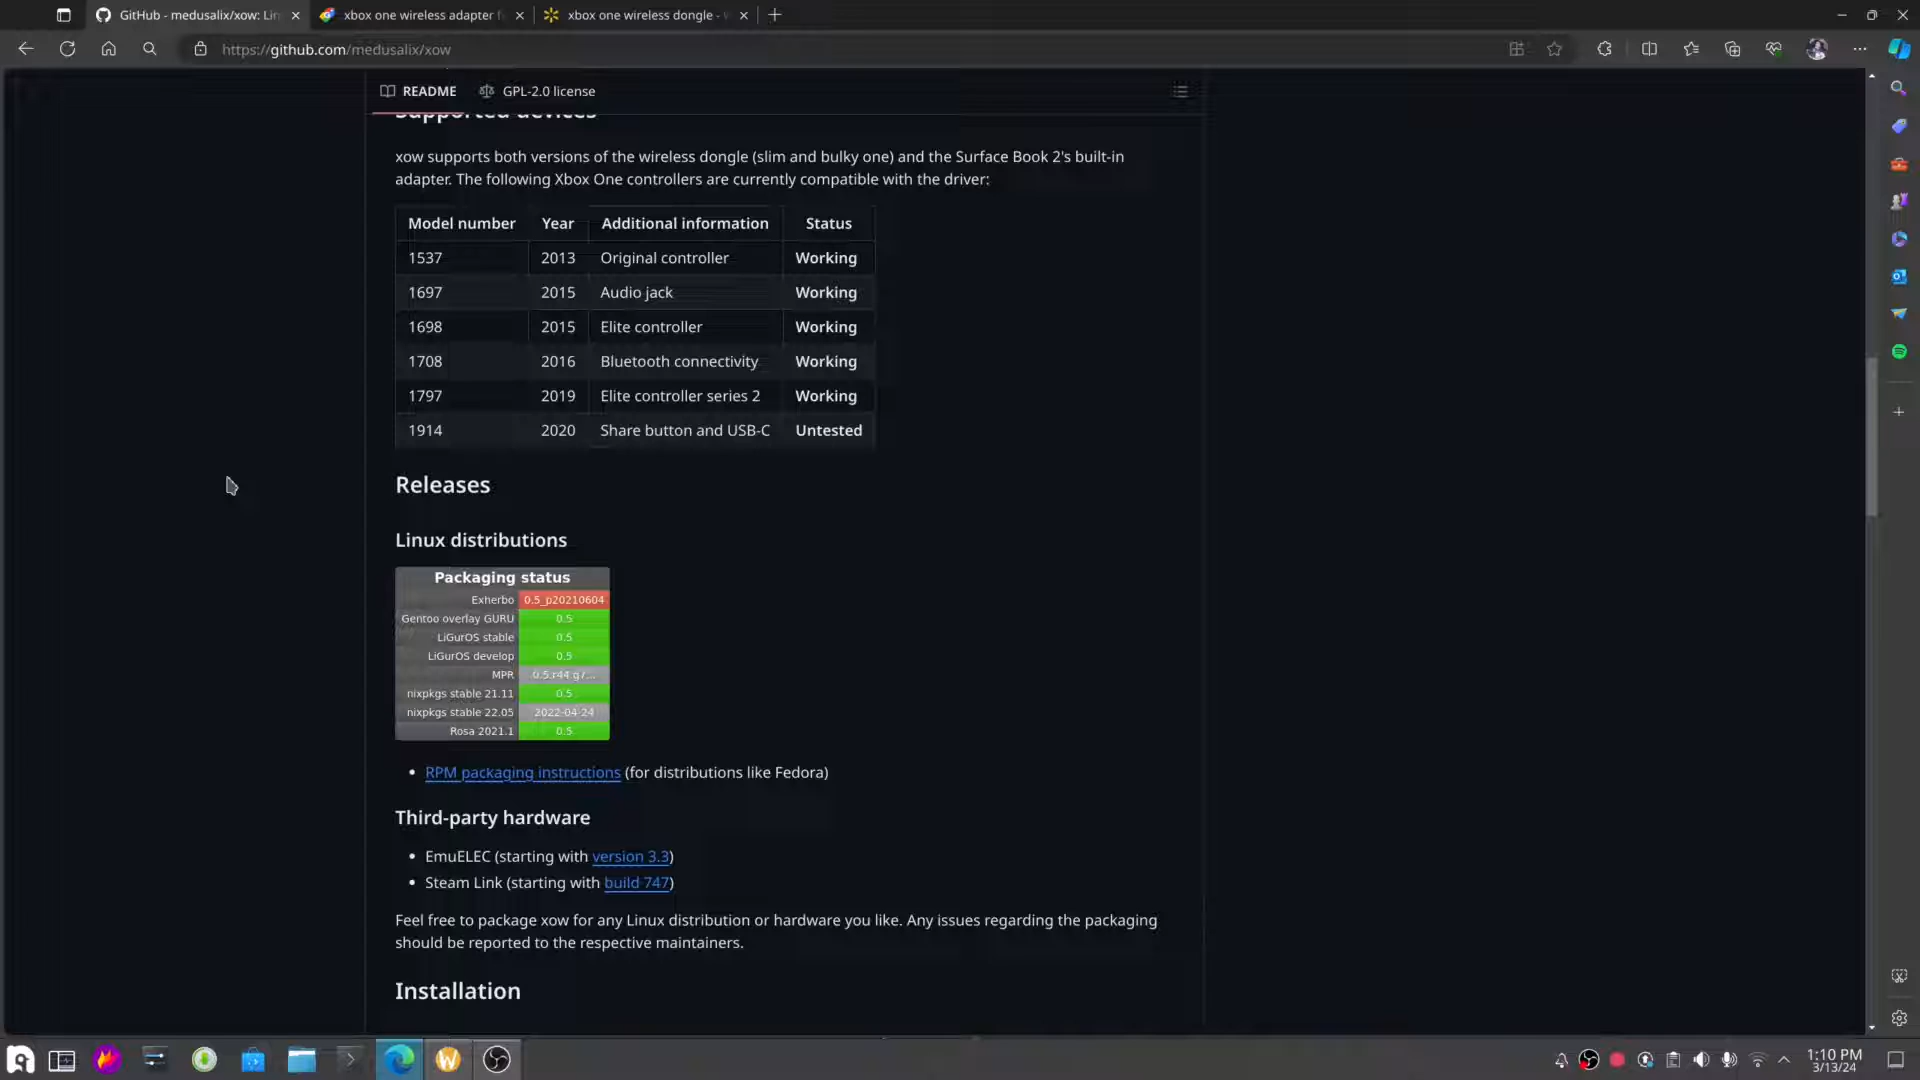 GitHub - medusalix/xow: Lin
xbox one wireless adapter f
xbox one wireless dongle -
https://github.com/medusalix/xow
README
GPL-2.0 license
Supported devices
xow supports both versions of the wireless dongle (slim and bulky one) and the Surface Book 2's built-in
adapter. The following Xbox One controllers are currently compatible with the driver:
Model number Year Additional information Status
1537 2013 Original controller Working
1697 2015 Audio jack Working
1698 2015 Elite controller Working
1708 2016 Bluetooth connectivity Working
1797 2019 Elite controller series 2 Working
1914 2020 Share button and USB-C Untested
Releases
Linux distributions
Packaging status
Exherbo 0.5_p20210604
Gentoo overlay GURU 0.5
LiGurOS stable 0.5
LiGurOS develop 0.5
MPR 0.5.r44.g7...
nixpkgs stable 21.11 0.5
nixpkgs stable 22.05 2022-04-24
Rosa 2021.1 0.5
• RPM packaging instructions (for distributions like Fedora)
Third-party hardware
• EmuELEC (starting with version 3.3)
• Steam Link (starting with build 747)
Feel free to package xow for any Linux distribution or hardware you like. Any issues regarding the packaging
should be reported to the respective maintainers.
Installation
1:10 PM
3/13/24